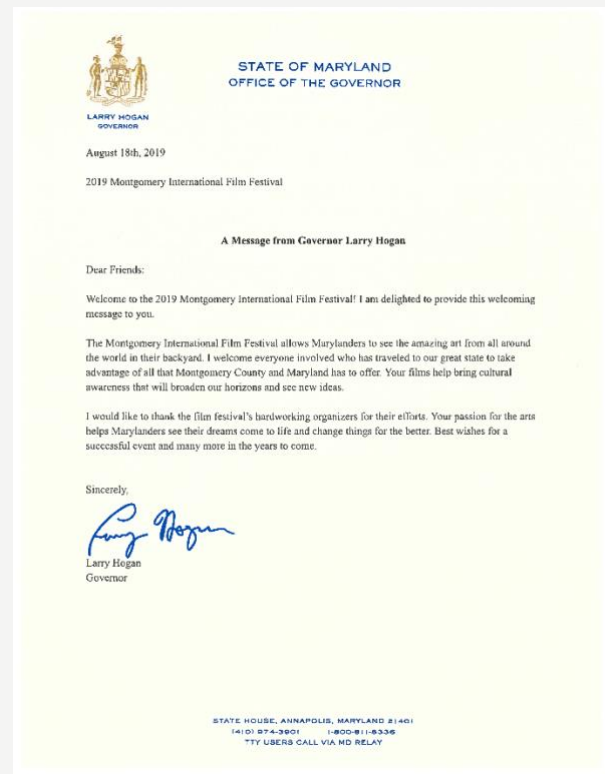 STATE OF MARYLAND
OFFICE OF THE GOVERNOR
LARRY HOGAN
GOVERNOR
August 18th, 2019
2019 Montgomery International Film Festival
A Message from Governor Larry Hogan
Dear Friends:
Welcome to the 2019 Montgomery International Film Festival! I am delighted to provide this welcoming
message to you.
The Montgomery International Film Festival allows Marylanders to see the amazing art from all around
the world in their backyard. I welcome everyone involved who has traveled to our great state to take
advantage of all that Montgomery County and Maryland has to offer. Your films help bring cultural
awareness that will broaden our horizons and see new ideas.
I would like to thank the film festival's hardworking organizers for their efforts. Your passion for the arts
helps Marylanders see their dreams come to life and change things for the better. Best wishes for a
successful event and many more in the years to come.
Sincerely,
Larry Hogan
Larry Hogan
Governor
STATE HOUSE, ANNAPOLIS, MARYLAND 21401
(410) 974-3901 1-800-811-8336
TTY USERS CALL VIA MD RELAY